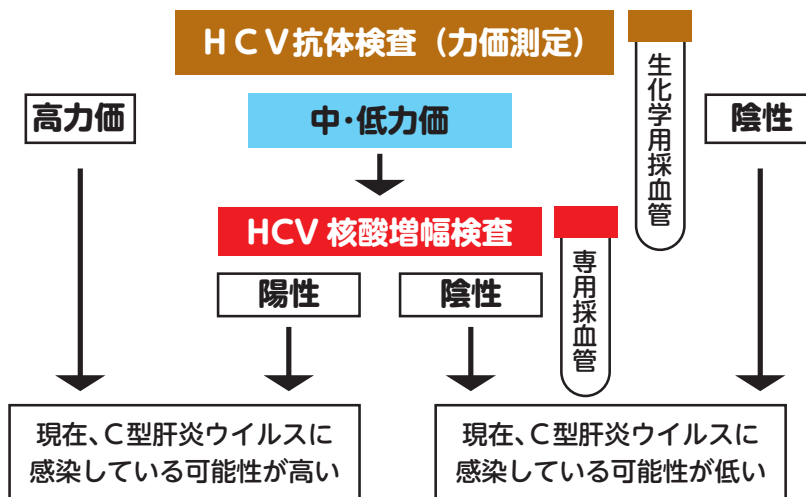 HCV抗体検査（力価測定）
生化学用採血管
高力価
中・低力価
陰性
HCV 核酸増幅検査
専用採血管
陽性
陰性
現在、C型肝炎ウイルスに
感染している可能性が高い
現在、C型肝炎ウイルスに
感染している可能性が低い